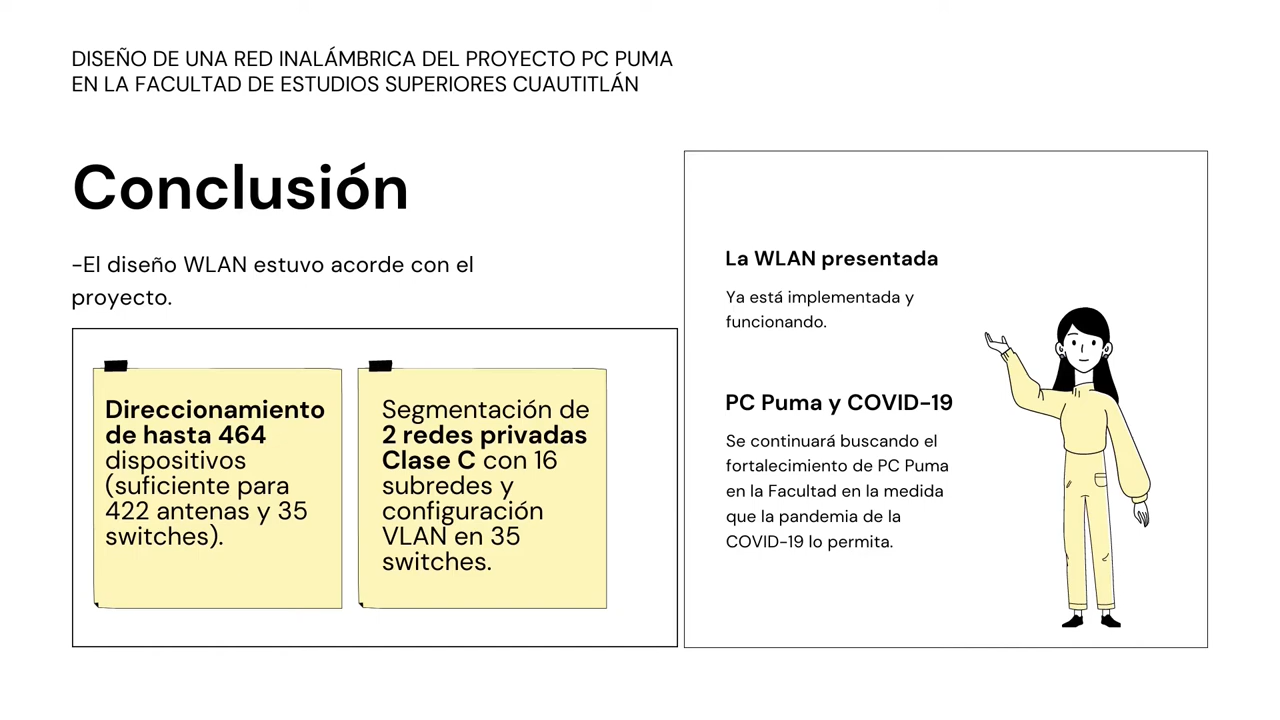 DISEÑO DE UNA RED INALÁMBRICA DEL PROYECTO PC PUMA
EN LA FACULTAD DE ESTUDIOS SUPERIORES CUAUTITLÁN
Conclusión
-El diseño WLAN estuvo acorde con el
proyecto.
Direccionamiento
de hasta 464
dispositivos
(suficiente para
422 antenas y 35
switches).
Segmentación de
2 redes privadas
Clase C con 16
subredes y
configuración
VLAN en 35
switches.
La WLAN presentada
Ya está implementada y
funcionando.
PC Puma y COVID-19
Se continuará buscando el
fortalecimiento de PC Puma
en la Facultad en la medida
que la pandemia de la
COVID-19 lo permita.